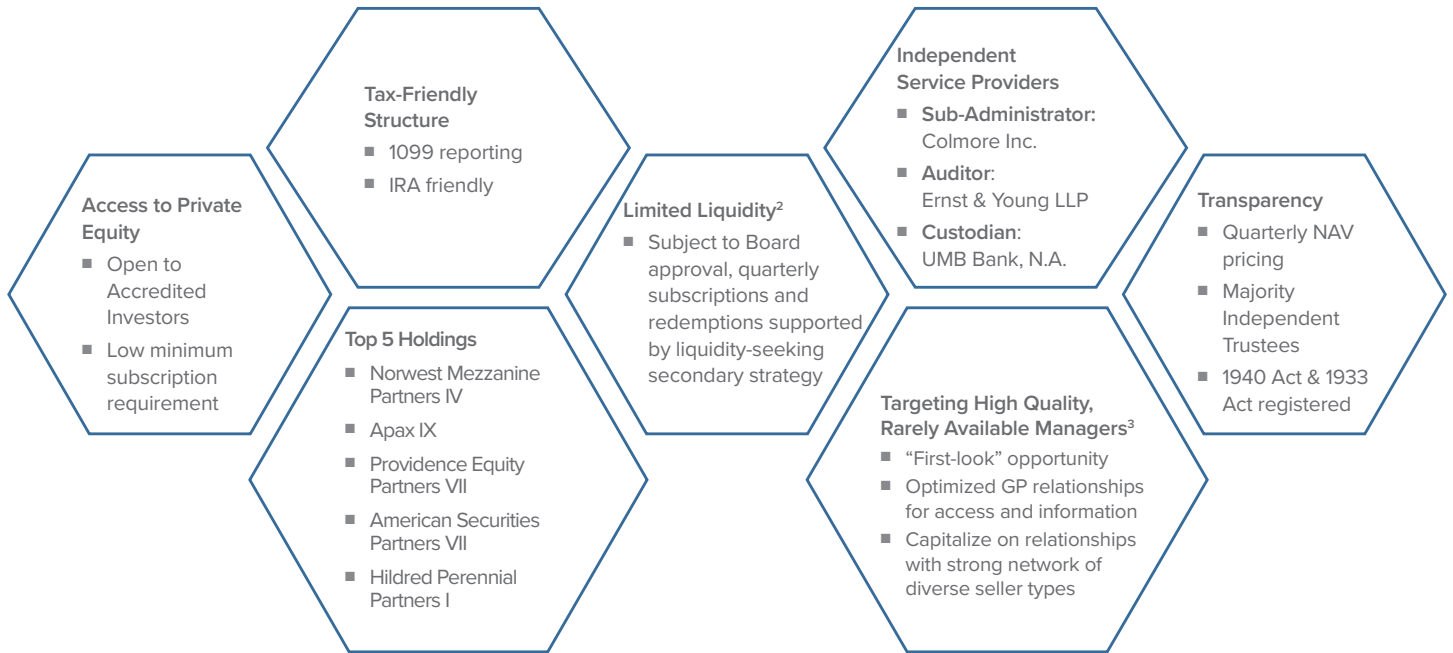 Access to Private
Equity
■ Open to
Accredited
Investors
■ Low minimum
subscription
requirement
Tax-Friendly
Structure
■ 1099 reporting
■ IRA friendly
Top 5 Holdings
■ Norwest Mezzanine
Partners IV
■ Apax IX
■ Providence Equity
Partners VII
■ American Securities
Partners VII
■ Hildred Perennial
Partners I
Limited Liquidity²
■ Subject to Board
approval, quarterly
subscriptions and
redemptions supported
by liquidity-seeking
secondary strategy
Independent
Service Providers
■ Sub-Administrator:
Colmore Inc.
■ Auditor:
Ernst & Young LLP
■ Custodian:
UMB Bank, N.A.
Targeting High Quality,
Rarely Available Managers³
■ “First-look” opportunity
■ Optimized GP relationships
for access and information
■ Capitalize on relationships
with strong network of
diverse seller types
Transparency
■ Quarterly NAV
pricing
■ Majority
Independent
Trustees
■ 1940 Act & 1933
Act registered